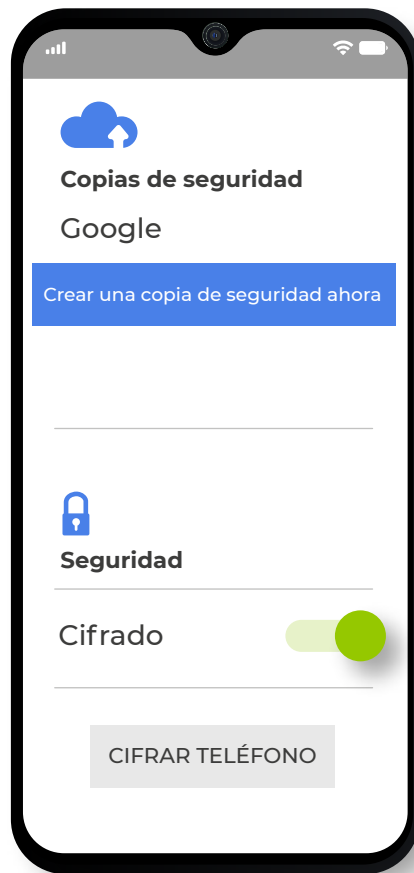 Copias de seguridad
Google
Crear una copia de seguridad ahora
Seguridad
Cifrado
CIFRAR TELÉFONO